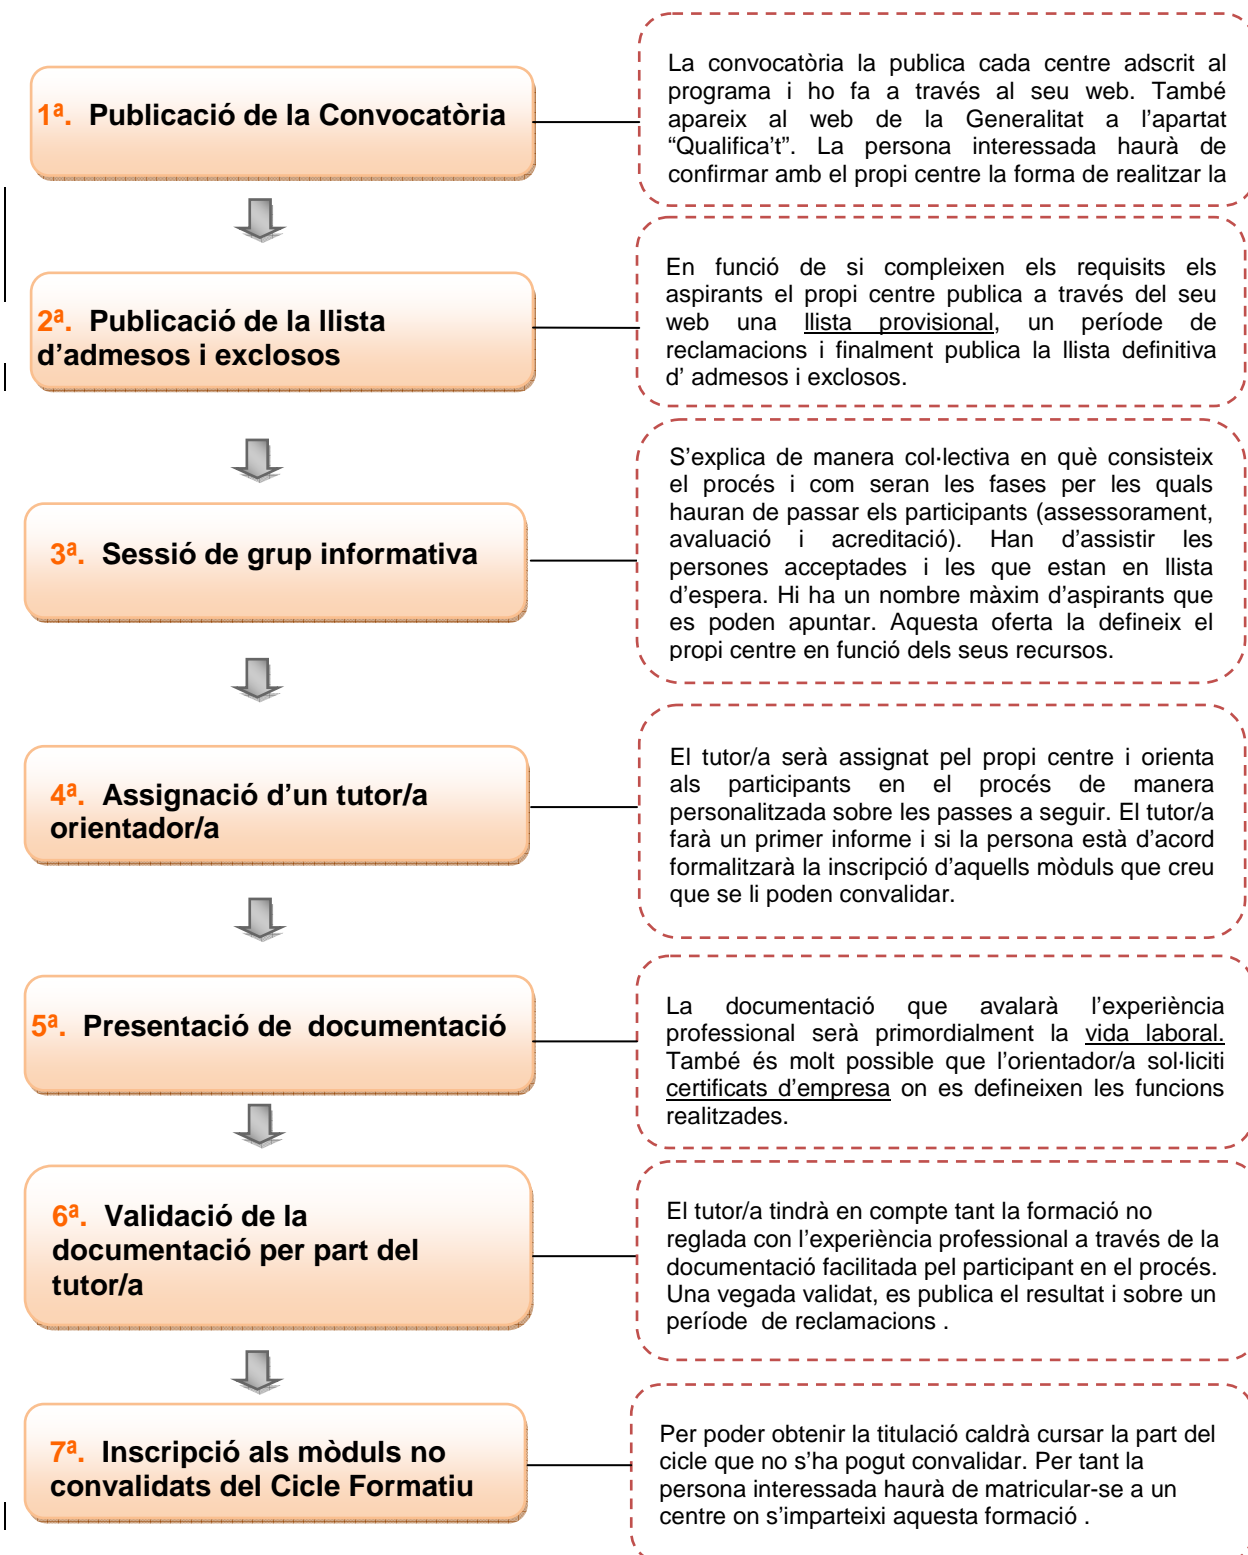 1ª. Publicació de la Convocatòria
La convocatòria la publica cada centre adscrit al
programa i ho fa a través al seu web. També
apareix al web de la Generalitat a l’apartat
“Qualifica’t”. La persona interessada haurà de
confirmar amb el propi centre la forma de realitzar la
2ª. Publicació de la llista
d’admesos i exclosos
En funció de si compleixen els requisits els
aspirants el propi centre publica a través del seu
web una llista provisional, un període de
reclamacions i finalment publica la llista definitiva
d’ admesos i exclosos.
3ª. Sessió de grup informativa
S’explica de manera col·lectiva en què consisteix
el procés i com seran les fases per les quals
hauran de passar els participants (assessorament,
avaluació i acreditació). Han d’assistir les
persones acceptades i les que estan en llista
d’espera. Hi ha un nombre màxim d’aspirants que
es poden apuntar. Aquesta oferta la defineix el
propi centre en funció dels seus recursos.
4ª. Assignació d’un tutor/a
orientador/a
El tutor/a serà assignat pel propi centre i orienta
als participants en el procés de manera
personalitzada sobre les passes a seguir. El tutor/a
farà un primer informe i si la persona està d’acord
formalitzarà la inscripció d’aquells mòduls que creu
que se li poden convalidar.
5ª. Presentació de documentació
La documentació que avalarà l’experiència
professional serà primordialment la vida laboral.
També és molt possible que l’orientador/a sol·liciti
certificats d’empresa on es defineixen les funcions
realitzades.
6ª. Validació de la
documentació per part del
tutor/a
El tutor/a tindrà en compte tant la formació no
reglada con l’experiència professional a través de la
documentació facilitada pel participant en el procés.
Una vegada validat, es publica el resultat i sobre un
període de reclamacions .
7ª. Inscripció als mòduls no
convalidats del Cicle Formatiu
Per poder obtenir la titulació caldrà cursar la part del
cicle que no s’ha pogut convalidar. Per tant la
persona interessada haurà de matricular-se a un
centre on s’imparteixi aquesta formació .